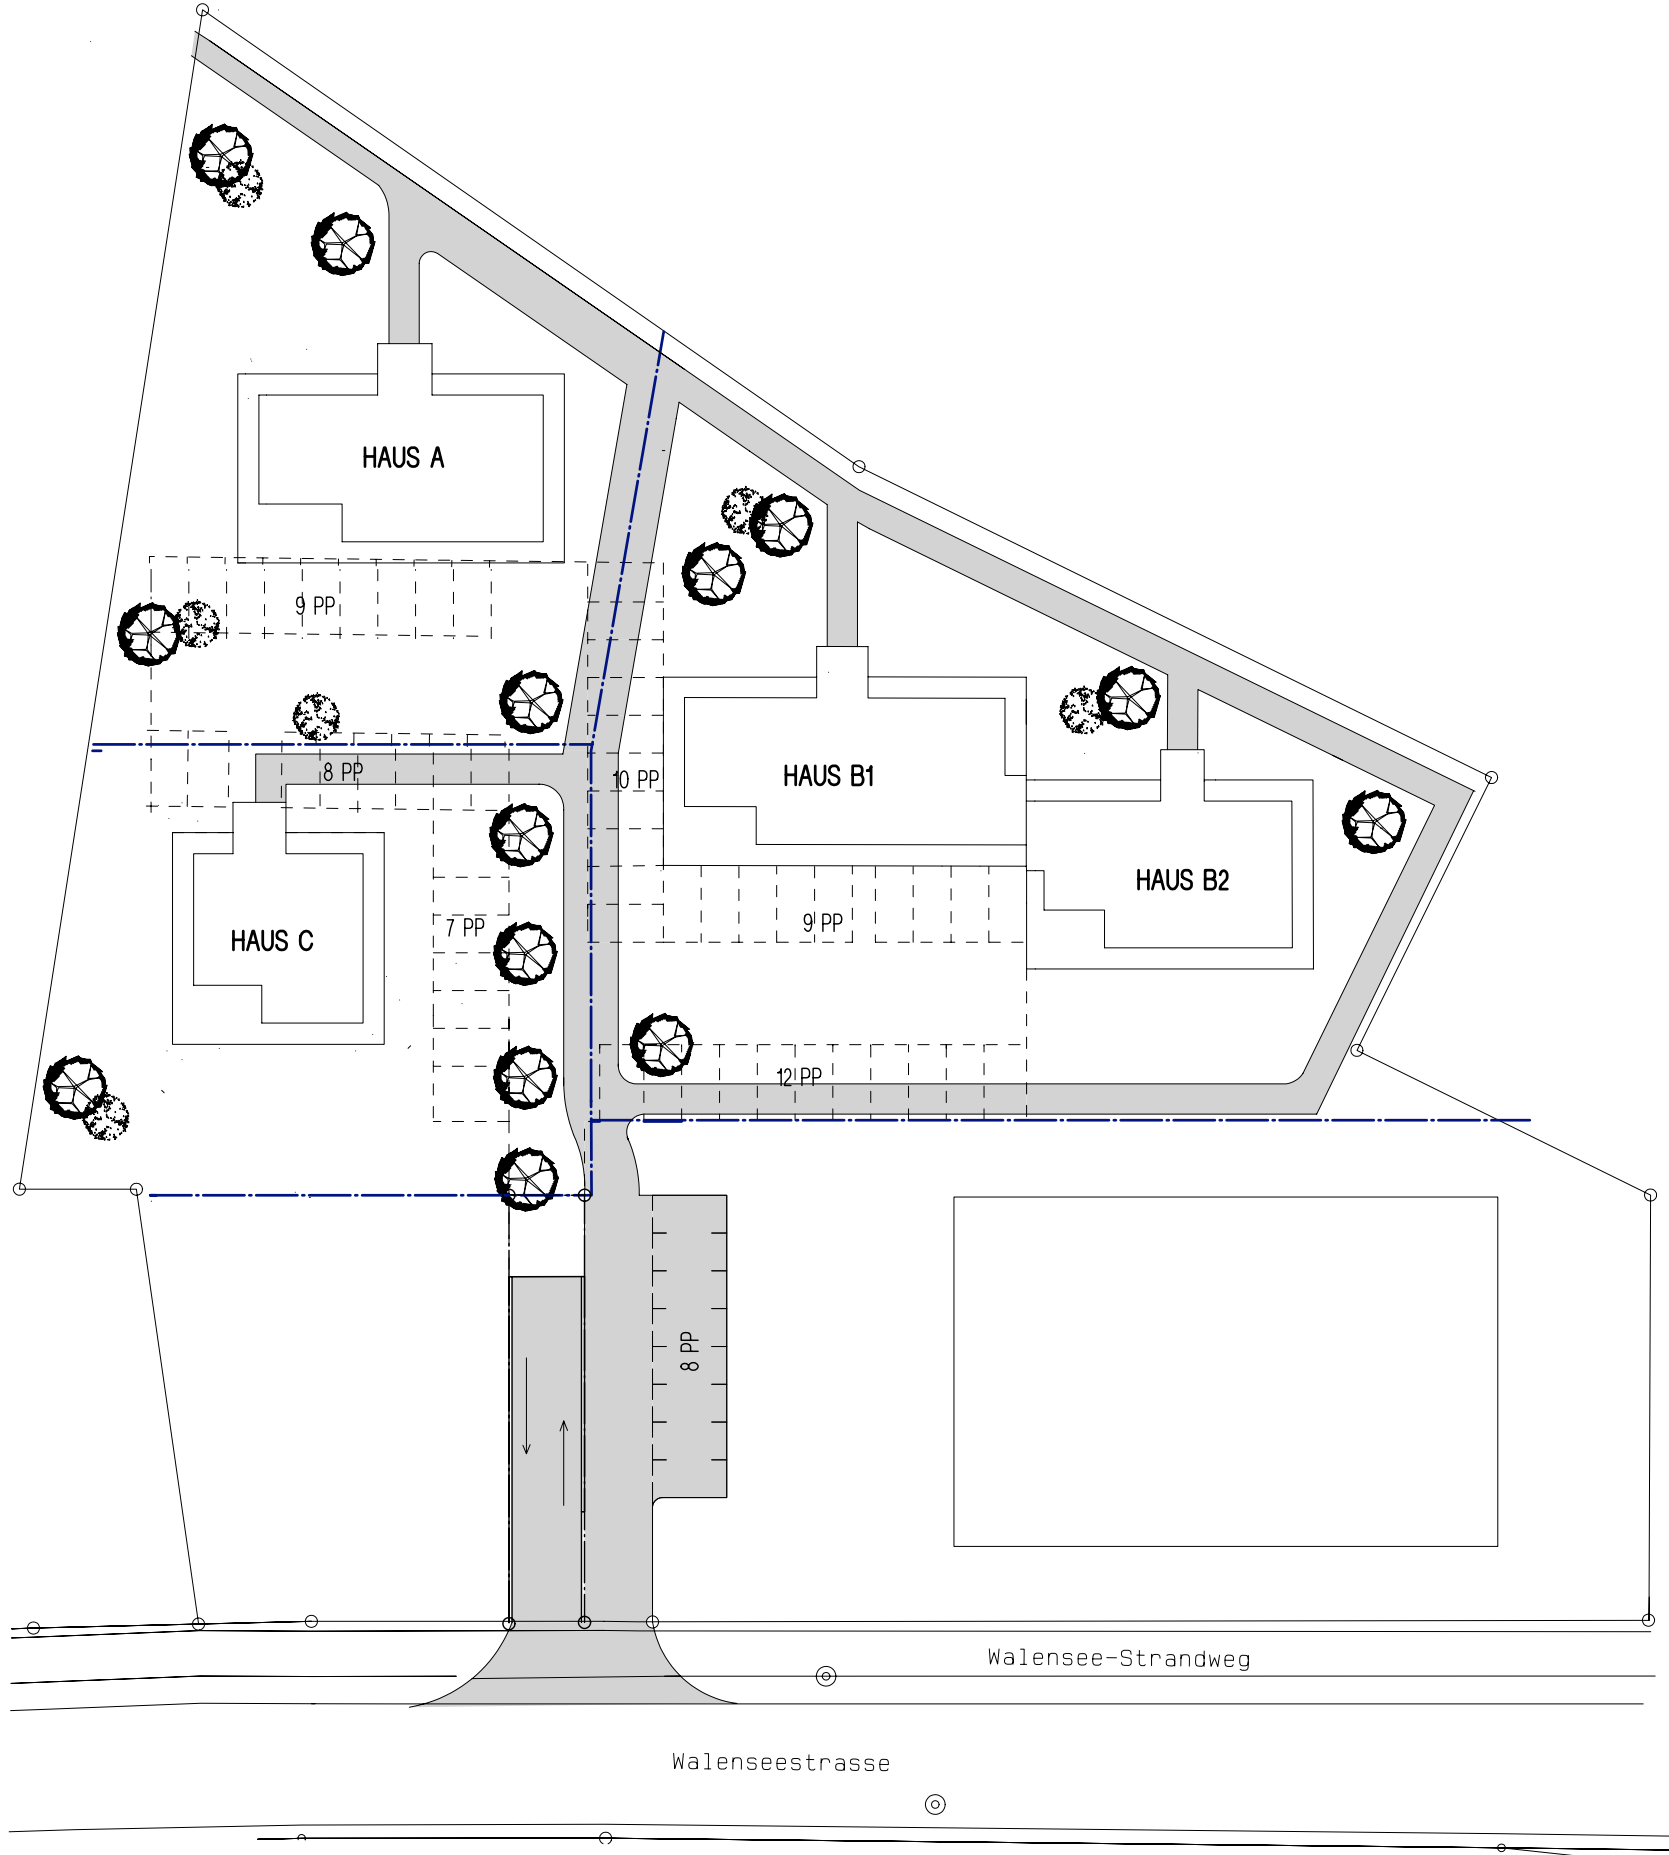 HAUS A
9 PP
8 PP
10 PP
HAUS B1
HAUS B2
7 PP
HAUS C
9 PP
12 PP
8 PP
Walensee-Strandweg
Walenseestrasse